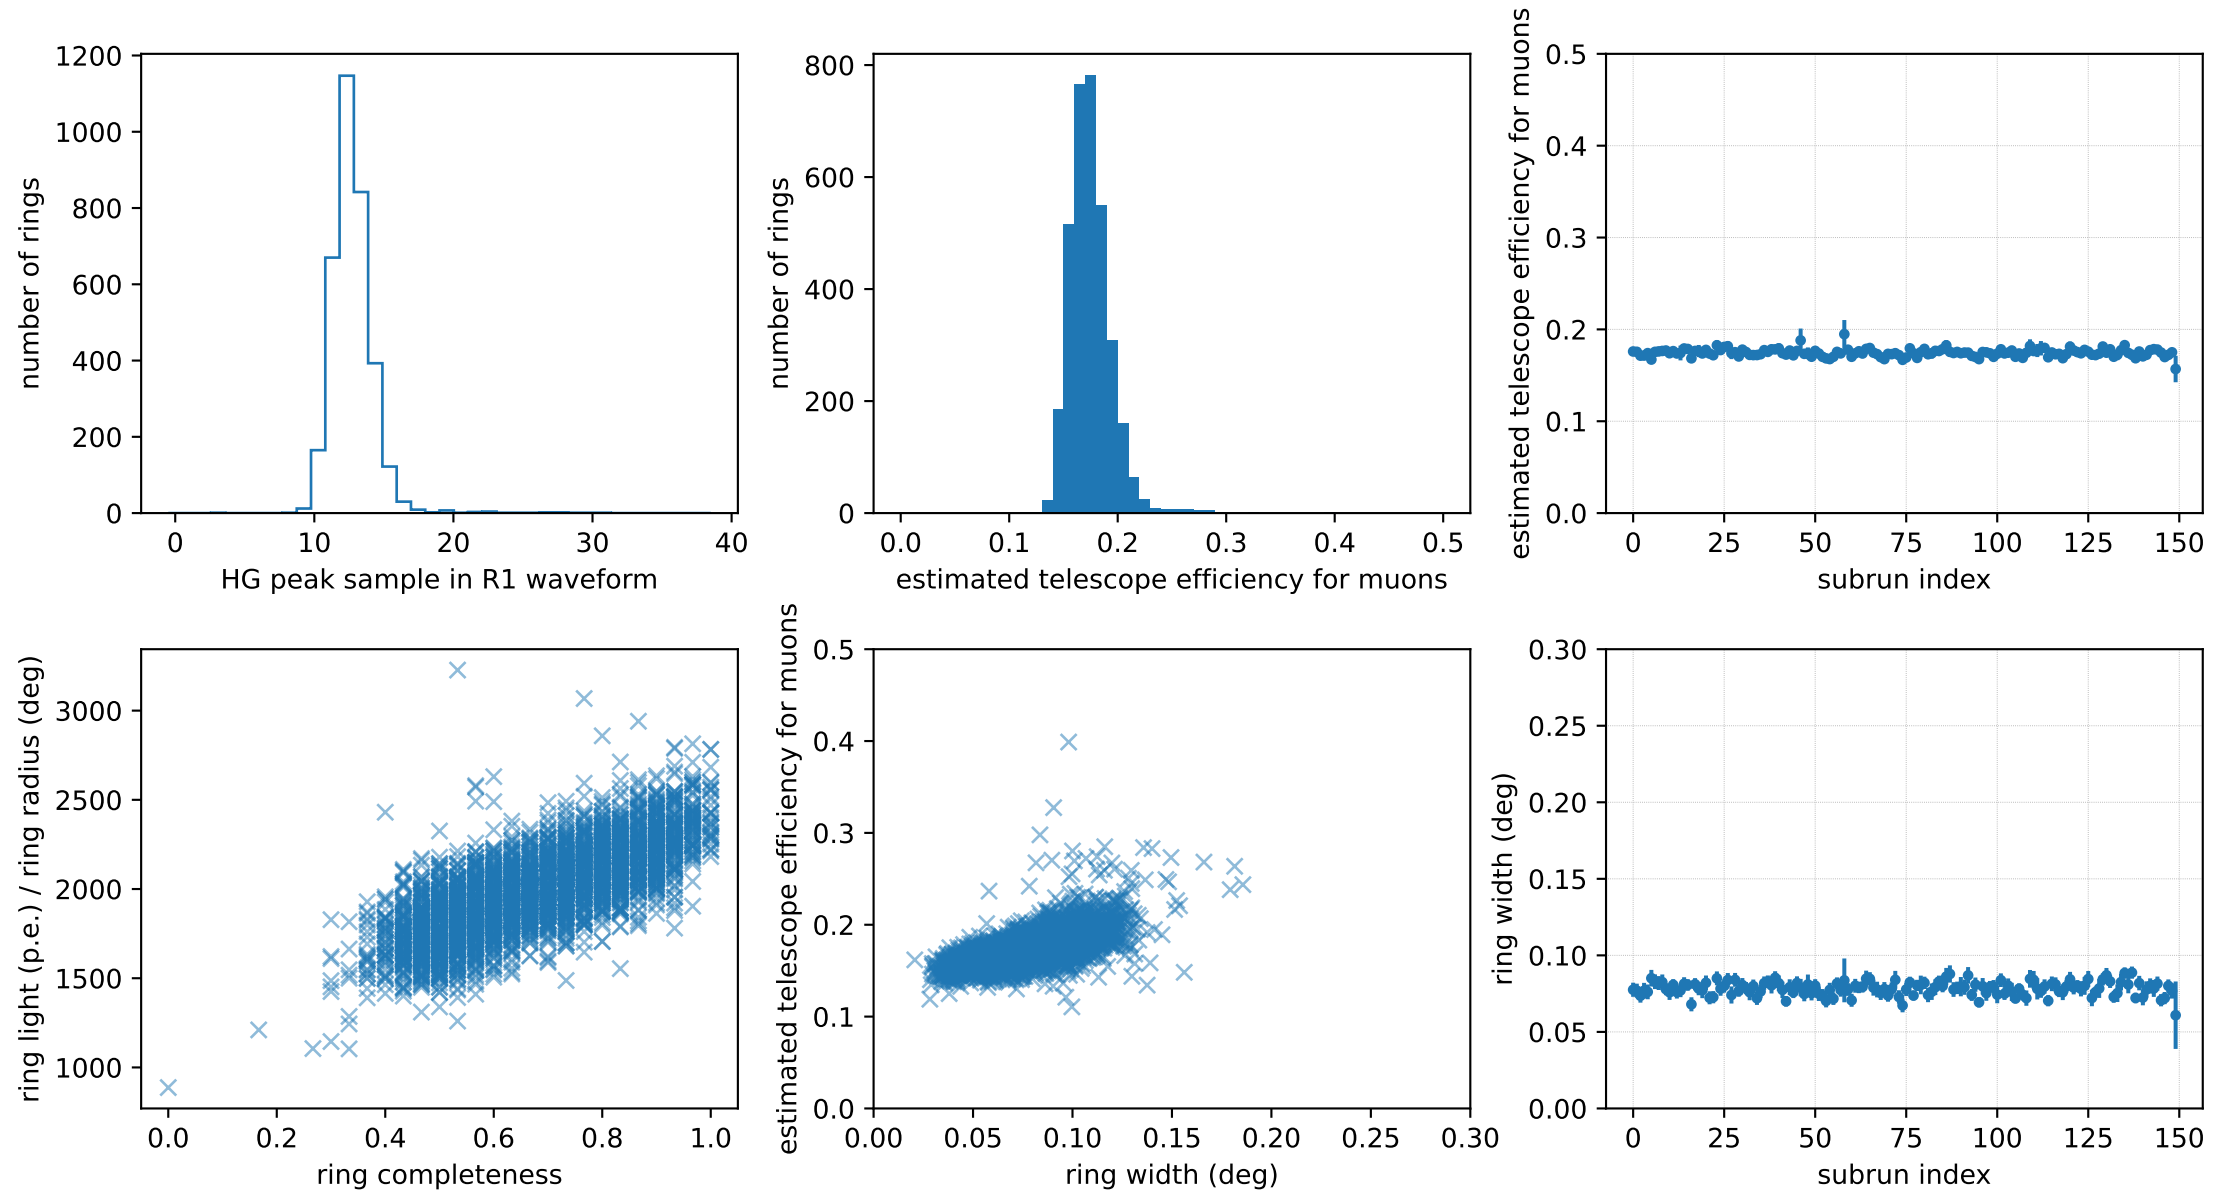 1200
1000
800
600
400
200
0
number of rings
0 10 20 30 40
HG peak sample in R1 waveform
800
600
400
200
0
number of rings
0.0 0.1 0.2 0.3 0.4 0.5
estimated telescope efficiency for muons
0.5
0.4
0.3
0.2
0.1
0.0
estimated telescope efficiency for muons
0 25 50 75 100 125 150
subrun index
3000
2500
2000
1500
1000
ring light (p.e.) / ring radius (deg)
0.0 0.2 0.4 0.6 0.8 1.0
ring completeness
0.5
0.4
0.3
0.2
0.1
0.0
estimated telescope efficiency for muons
0.00 0.05 0.10 0.15 0.20 0.25 0.30
ring width (deg)
0.30
0.25
0.20
0.15
0.10
0.05
0.00
ring width (deg)
0 25 50 75 100 125 150
subrun index